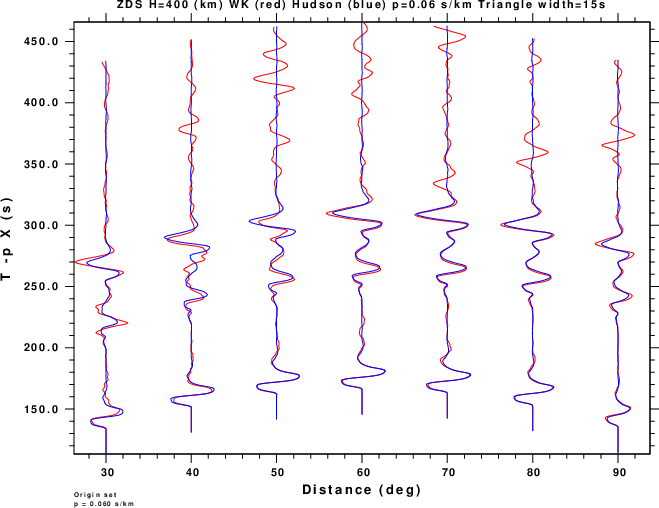 ZDS H=400 (km) WK (red) Hudson (blue) p=0.06 s/km Triangle width=15s
450.0
400.0
350.0
300.0
250.0
200.0
150.0
T -p X (s)
30 40 50 60 70 80 90
Distance (deg)
Origin set
p = 0.060 s/km